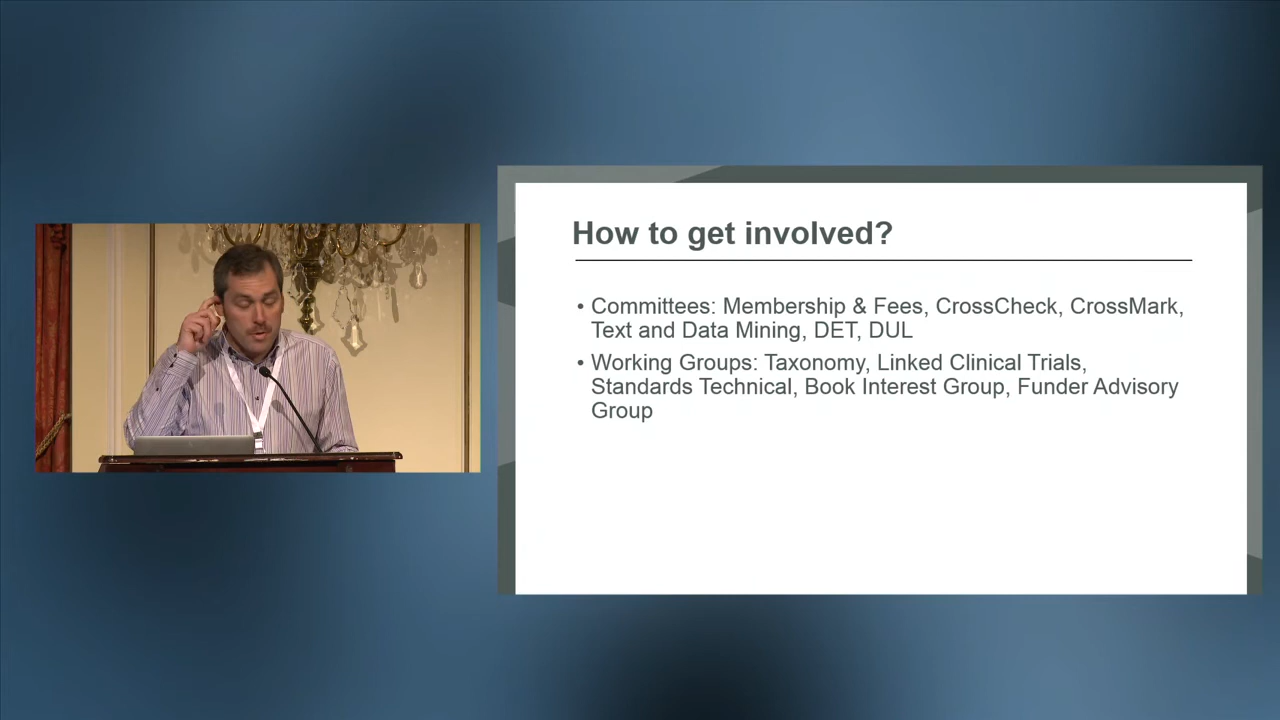 How to get involved?
• Committees: Membership & Fees, CrossCheck, CrossMark,
Text and Data Mining, DET, DUL
• Working Groups: Taxonomy, Linked Clinical Trials,
Standards Technical, Book Interest Group, Funder Advisory
Group